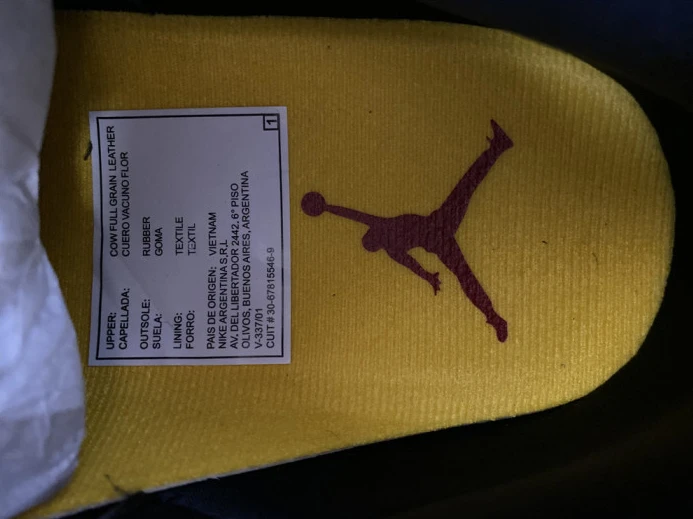 1
UPPER: COW FULL GRAIN LEATHER
CAPELLADA: CUERO VACUNO FLOR
OUTSOLE: RUBBER
SUELA: GOMA
LINING: TEXTILE
FORRO: TEXTIL
PAIS DE ORIGEN: VIETNAM
NIKE ARGENTINA S.R.L
AV. DEL LIBERTADOR 2442, 6° PISO
OLIVOS, BUENOS AIRES, ARGENTINA
V-337/01
CUIT # 30-67815546-9